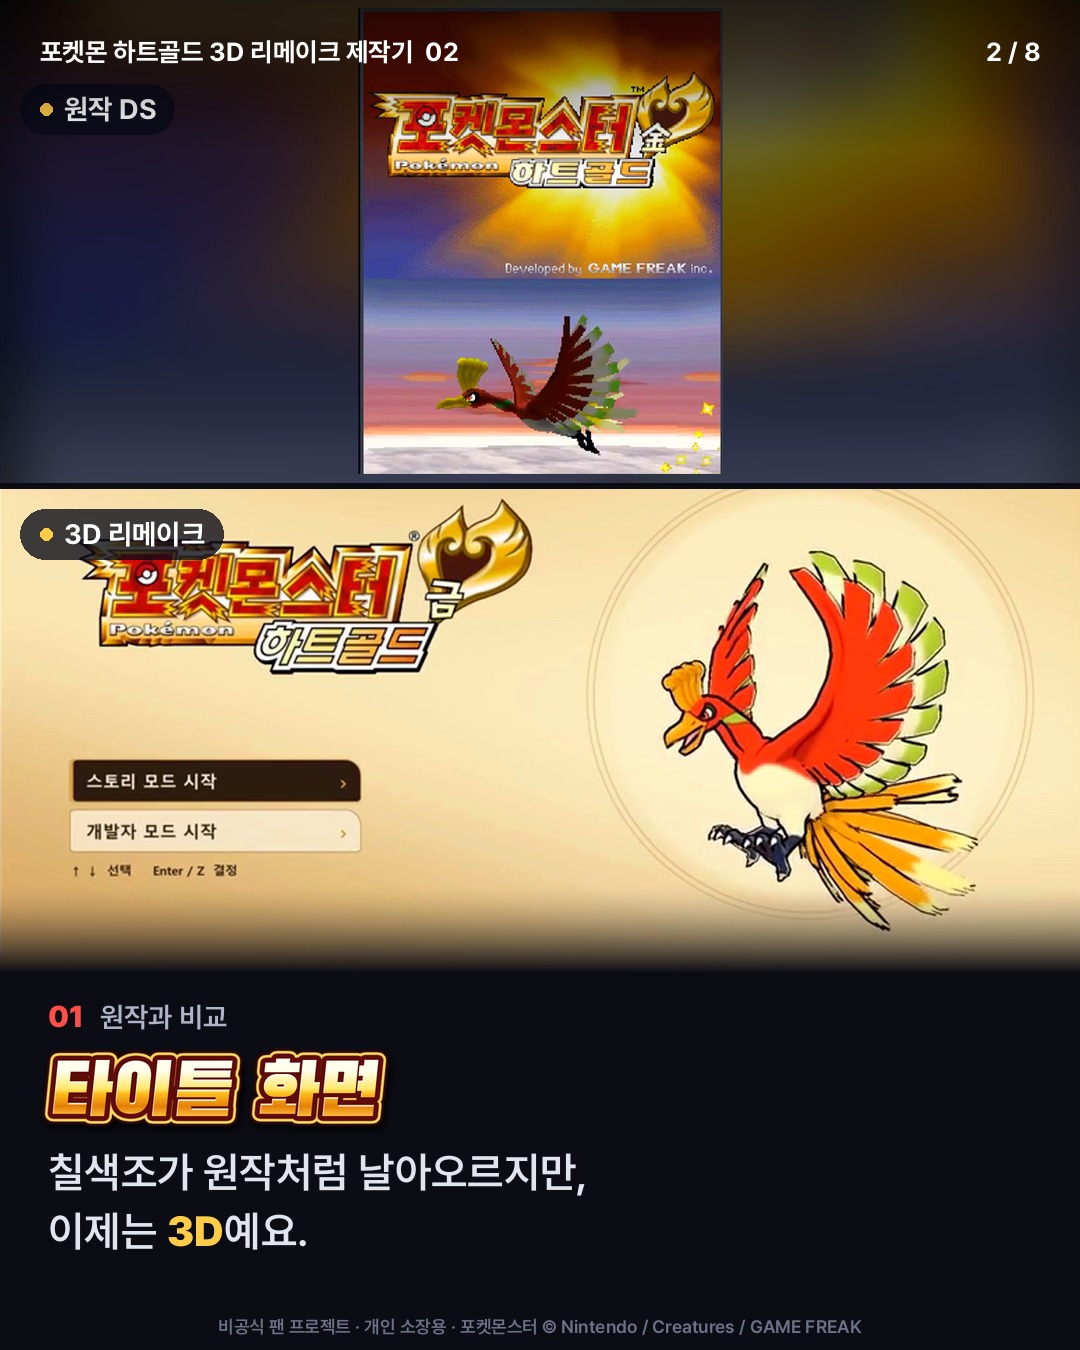 포켓몬 하트골드 3D 리메이크 제작기 02
2 / 8
원작 DS
포켓몬스터 金
TM
Pokémon 하트골드
Developed by GAME FREAK inc.
3D 리메이크
포켓몬스터 금
®
Pokémon 하트골드
스토리 모드 시작 ›
개발자 모드 시작 ›
↑ ↓ 선택 Enter / Z 결정
01 원작과 비교
타이틀 화면
칠색조가 원작처럼 날아오르지만,
이제는 3D예요.
비공식 팬 프로젝트 · 개인 소장용 · 포켓몬스터 © Nintendo / Creatures / GAME FREAK